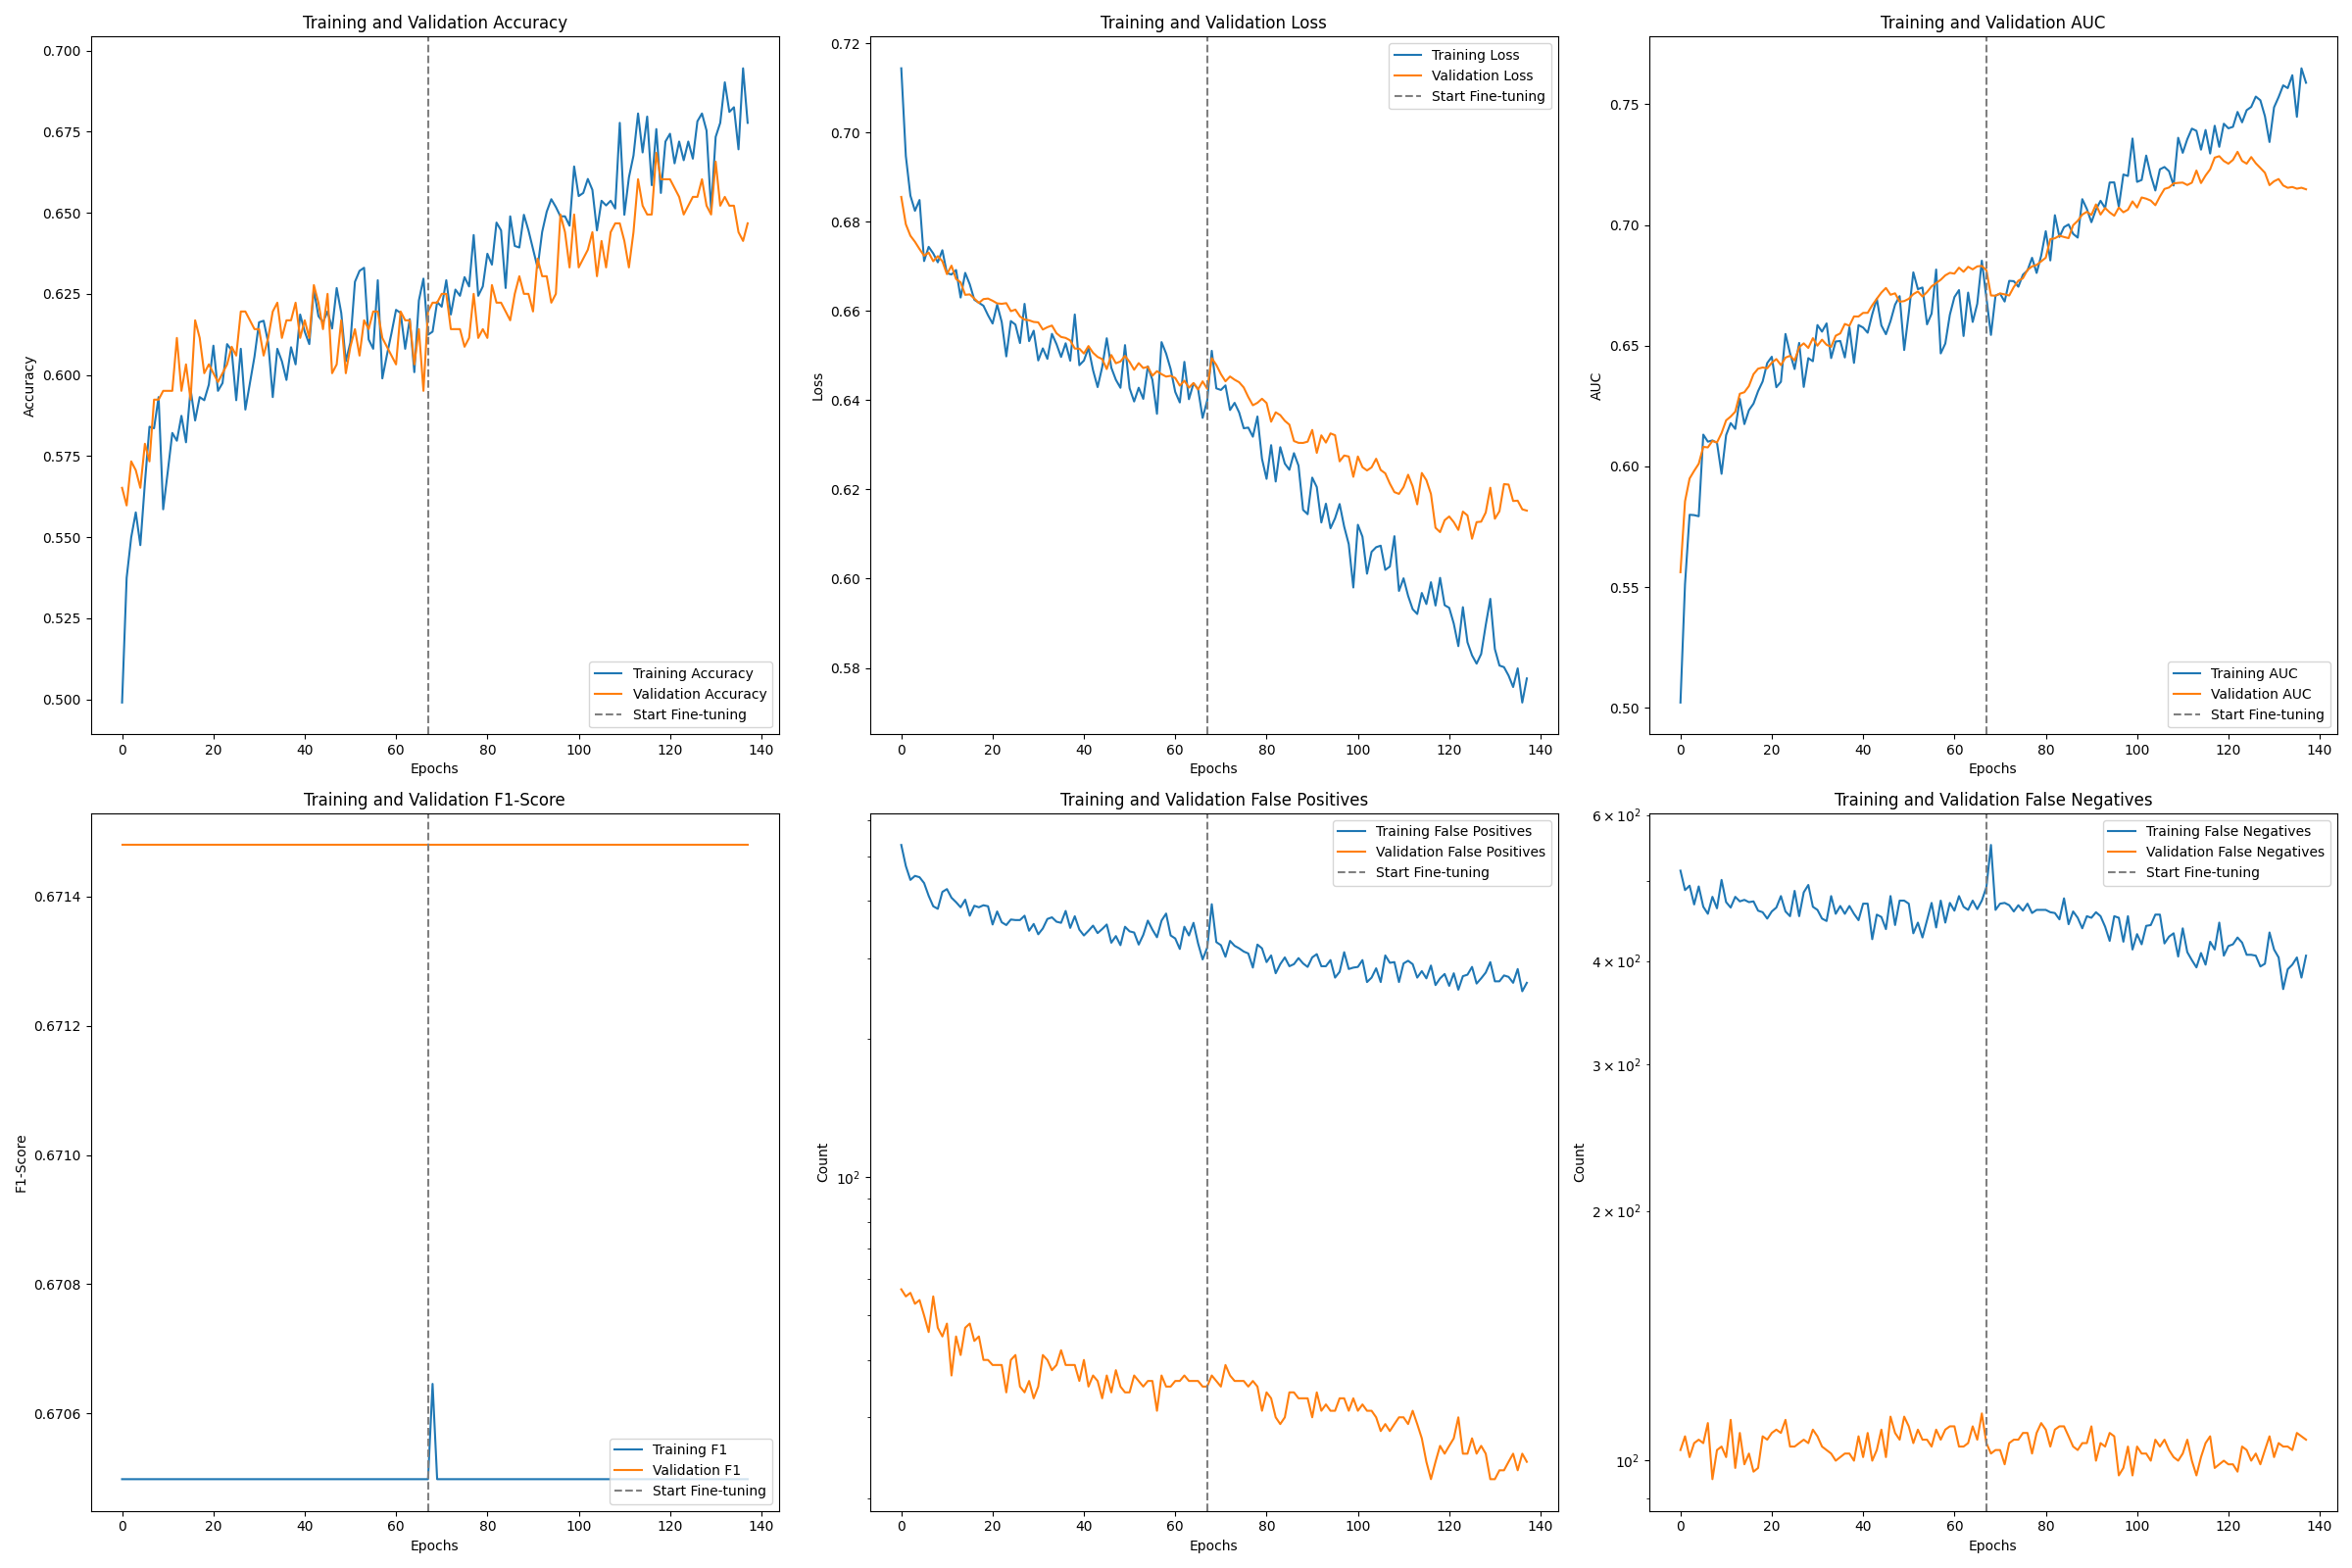 Training and Validation Accuracy
0.700
0.675
0.650
0.625
0.600
0.575
0.550
0.525
0.500
Accuracy
Training Accuracy
Validation Accuracy
Start Fine-tuning
0 20 40 60 80 100 120 140
Epochs
Training and Validation Loss
0.72
0.70
0.68
0.66
0.64
0.62
0.60
0.58
Loss
Training Loss
Validation Loss
Start Fine-tuning
0 20 40 60 80 100 120 140
Epochs
Training and Validation AUC
0.75
0.70
0.65
0.60
0.55
0.50
AUC
Training AUC
Validation AUC
Start Fine-tuning
0 20 40 60 80 100 120 140
Epochs
Training and Validation F1-Score
0.6714
0.6712
0.6710
0.6708
0.6706
F1-Score
Training F1
Validation F1
Start Fine-tuning
0 20 40 60 80 100 120 140
Epochs
Training and Validation False Positives
10²
Count
Training False Positives
Validation False Positives
Start Fine-tuning
0 20 40 60 80 100 120 140
Epochs
Training and Validation False Negatives
6 × 10²
4 × 10²
3 × 10²
2 × 10²
10²
Count
Training False Negatives
Validation False Negatives
Start Fine-tuning
0 20 40 60 80 100 120 140
Epochs